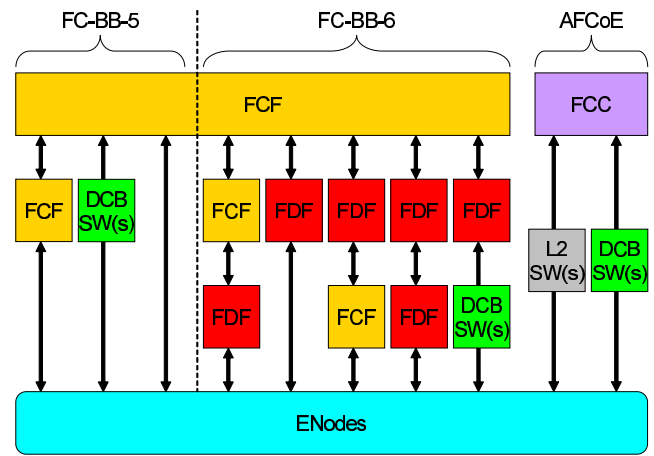 FC-BB-5
FC-BB-6
AFCoE
FCF
FCC
FCF
DCB
SW(s)
FCF
FDF
FDF
FDF
FDF
L2
SW(s)
DCB
SW(s)
FDF
FCF
FDF
DCB
SW(s)
ENodes